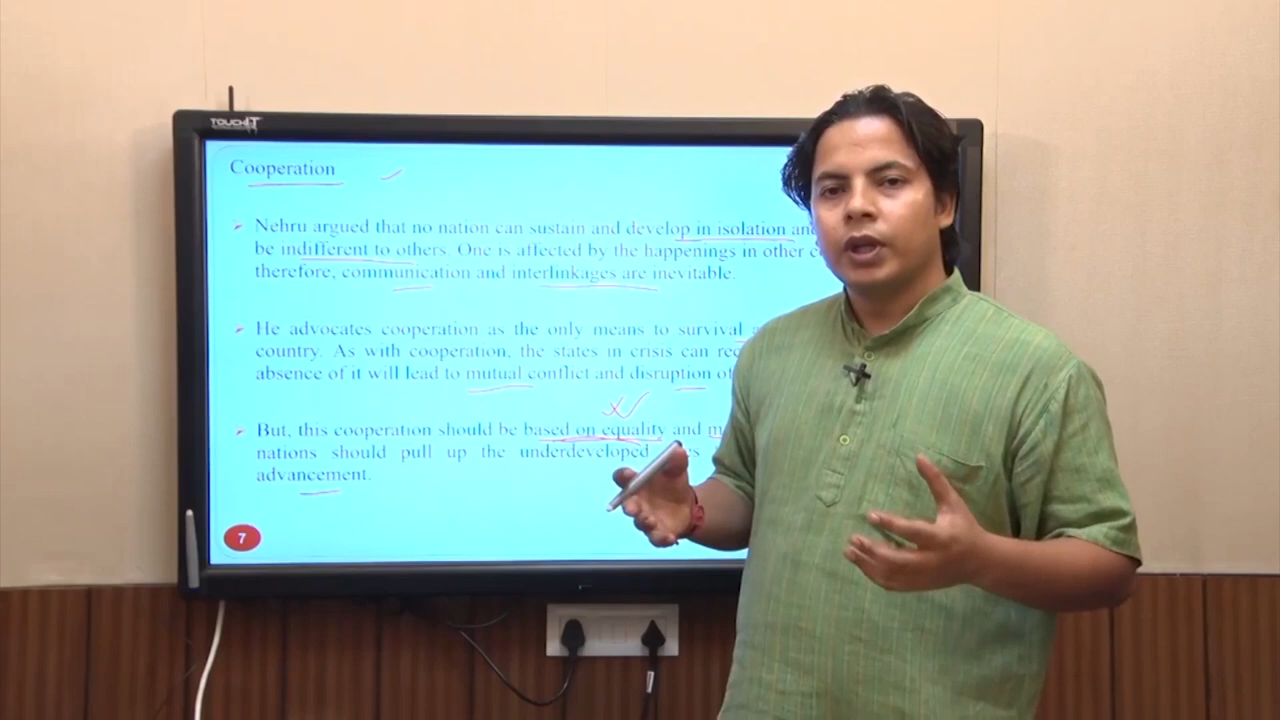 TOUCHIT
Cooperation
Nehru argued that no nation can sustain and develop in isolation and
be indifferent to others. One is affected by the happenings in other
therefore, communication and interlinkages are inevitable.
He advocates cooperation as the only means to survival
country. As with cooperation, the states in crisis can
absence of it will lead to mutual conflict and disruption of
But, this cooperation should be based on equality and
nations should pull up the underdeveloped
advancement.
7